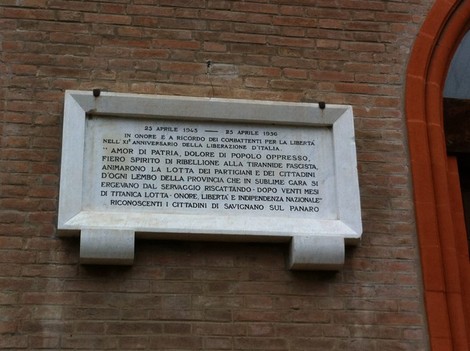 25 APRILE 1945 — 25 APRILE 1956
IN ONORE E A RICORDO DEI COMBATTENTI PER LA LIBERTÀ
NELL' XI° ANNIVERSARIO DELLA LIBERAZIONE D'ITALIA.
"AMOR DI PATRIA, DOLORE DI POPOLO OPPRESSO,
FIERO SPIRITO DI RIBELLIONE ALLA TIRANNIDE FASCISTA,
ANIMARONO LA LOTTA DEI PARTIGIANI E DEI CITTADINI
D'OGNI LEMBO DELLA PROVINCIA CHE IN SUBLIME GARA SI
ERGEVANO DAL SERVAGGIO RISCATTANDO - DOPO VENTI MESI
DI TITANICA LOTTA - ONORE, LIBERTÀ E INDIPENDENZA NAZIONALE"
RICONOSCENTI I CITTADINI DI SAVIGNANO SUL PANARO